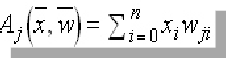 A_j(x̅, w̅) = ∑_{i=0}^{n} x_i w_{ji}